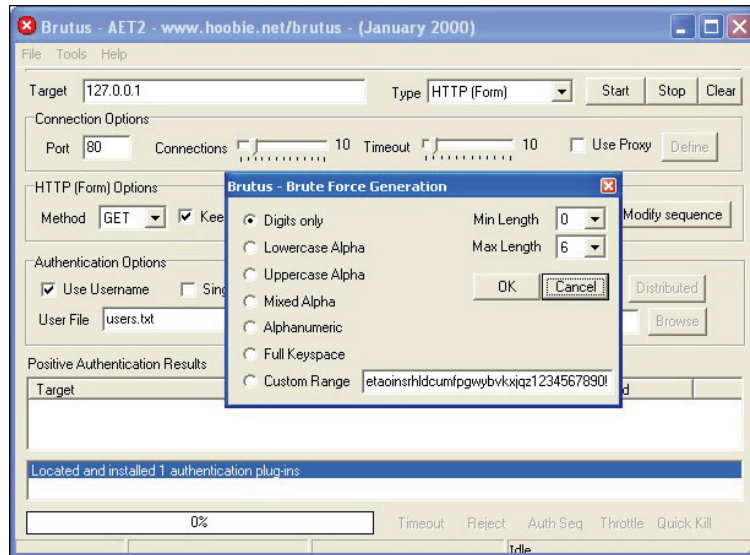 Brutus - AET2 - www.hoobie.net/brutus - (January 2000)
File Tools Help
Target 127.0.0.1 Type HTTP (Form) Start Stop Clear
Connection Options
Port 80 Connections 10 Timeout 10 Use Proxy Define
HTTP (Form) Options
Method GET Kee Modify sequence
Brutus - Brute Force Generation
Digits only Min Length 0
Lowercase Alpha Max Length 6
Uppercase Alpha OK Cancel
Mixed Alpha
Alphanumeric
Full Keyspace
Custom Range etaoinsrhldcumfpgwybvkxjqz1234567890!
Authentication Options
Use Username Sing Distributed
User File users.txt Browse
Positive Authentication Results
Target d
Located and installed 1 authentication plug-ins
0% Timeout Reject Auth Seq Throttle Quick Kill
Idle